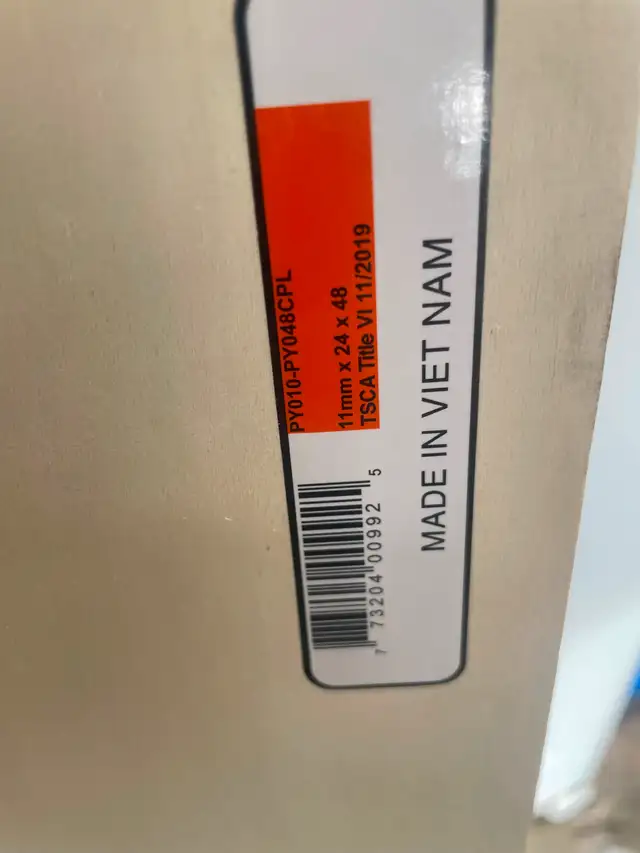 PY010-PY048CPL
11mm x 24 x 48
TSCA Title VI 11/2019
7 73204 00992 5
MADE IN VIET NAM